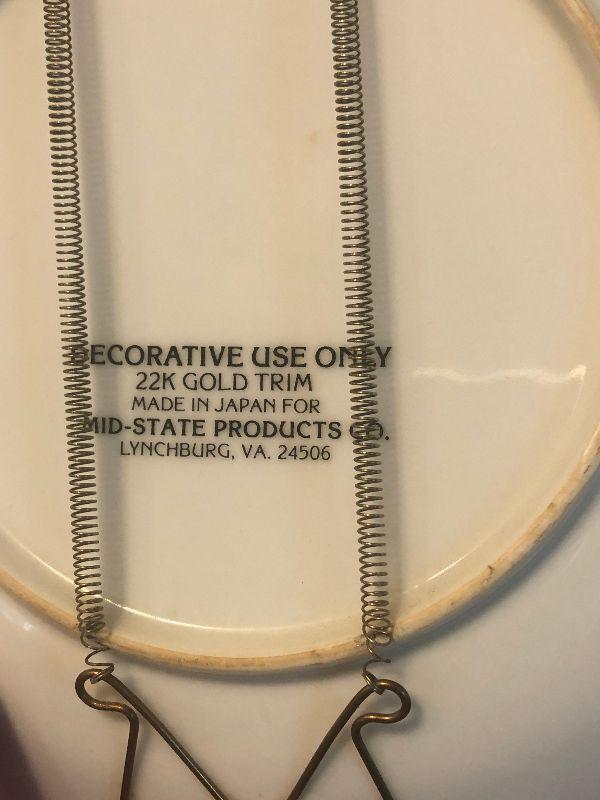 DECORATIVE USE ONLY
22K GOLD TRIM
MADE IN JAPAN FOR
MID-STATE PRODUCTS CO.
LYNCHBURG, VA. 24506